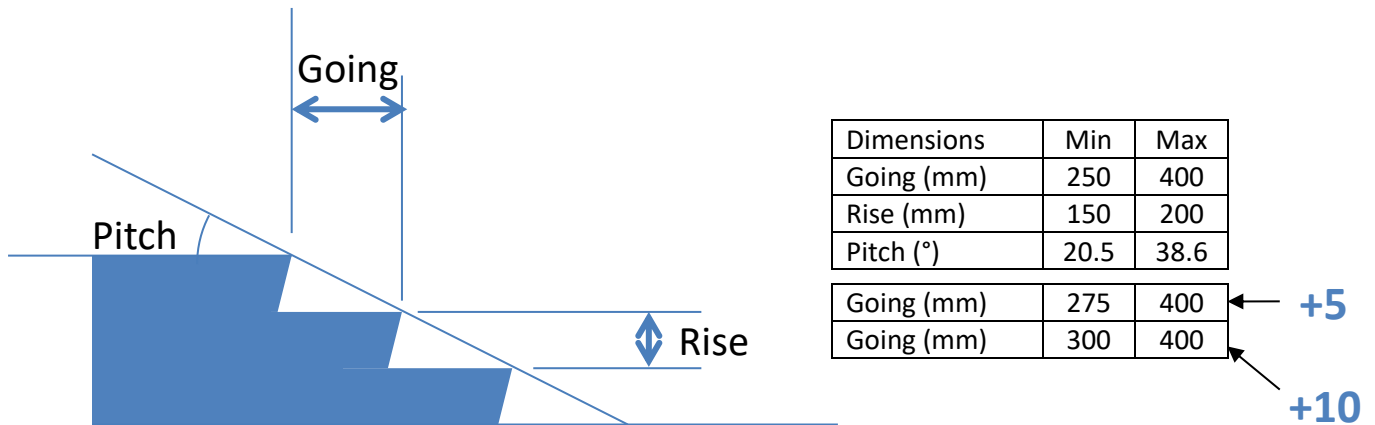 Going
Pitch
Rise
Dimensions Min Max
Going (mm) 250 400
Rise (mm) 150 200
Pitch (°) 20.5 38.6
Going (mm) 275 400
+5
Going (mm) 300 400
+10